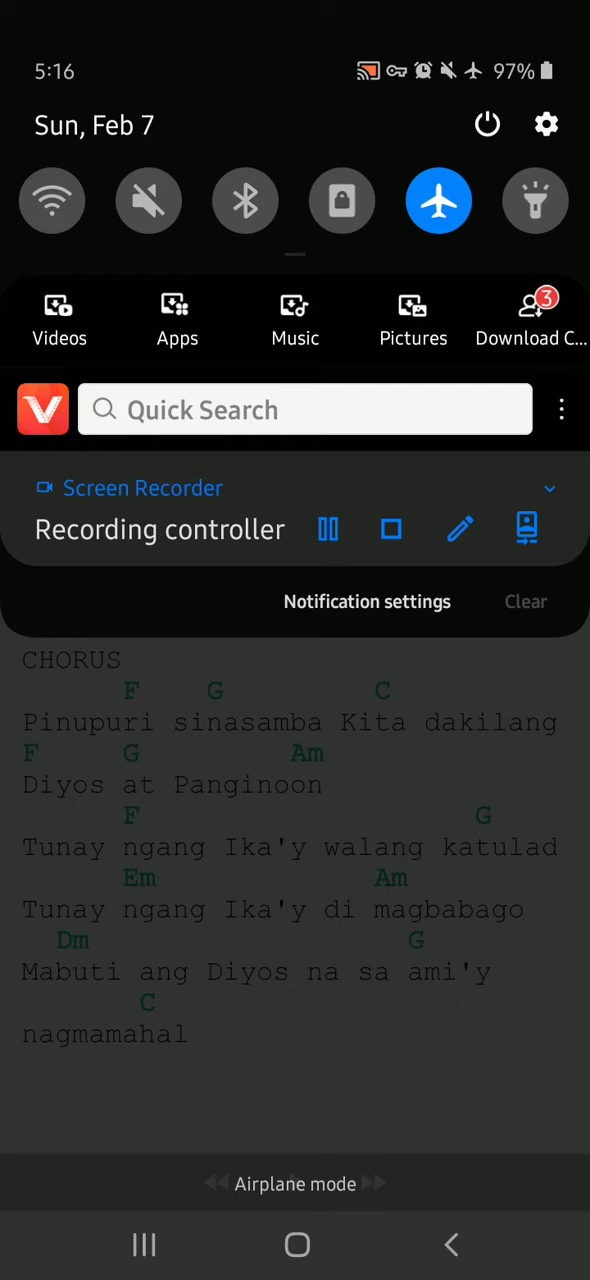 5:16 97%
Sun, Feb 7
Videos Apps Music Pictures Download C...
3
Quick Search
Screen Recorder
Recording controller
Notification settings Clear
CHORUS
F G C
Pinupuri sinasamba Kita dakilang
F G Am
Diyos at Panginoon
F G
Tunay ngang Ika'y walang katulad
Em Am
Tunay ngang Ika'y di magbabago
Dm G
Mabuti ang Diyos na sa ami'y
C
nagmamahal
Airplane mode